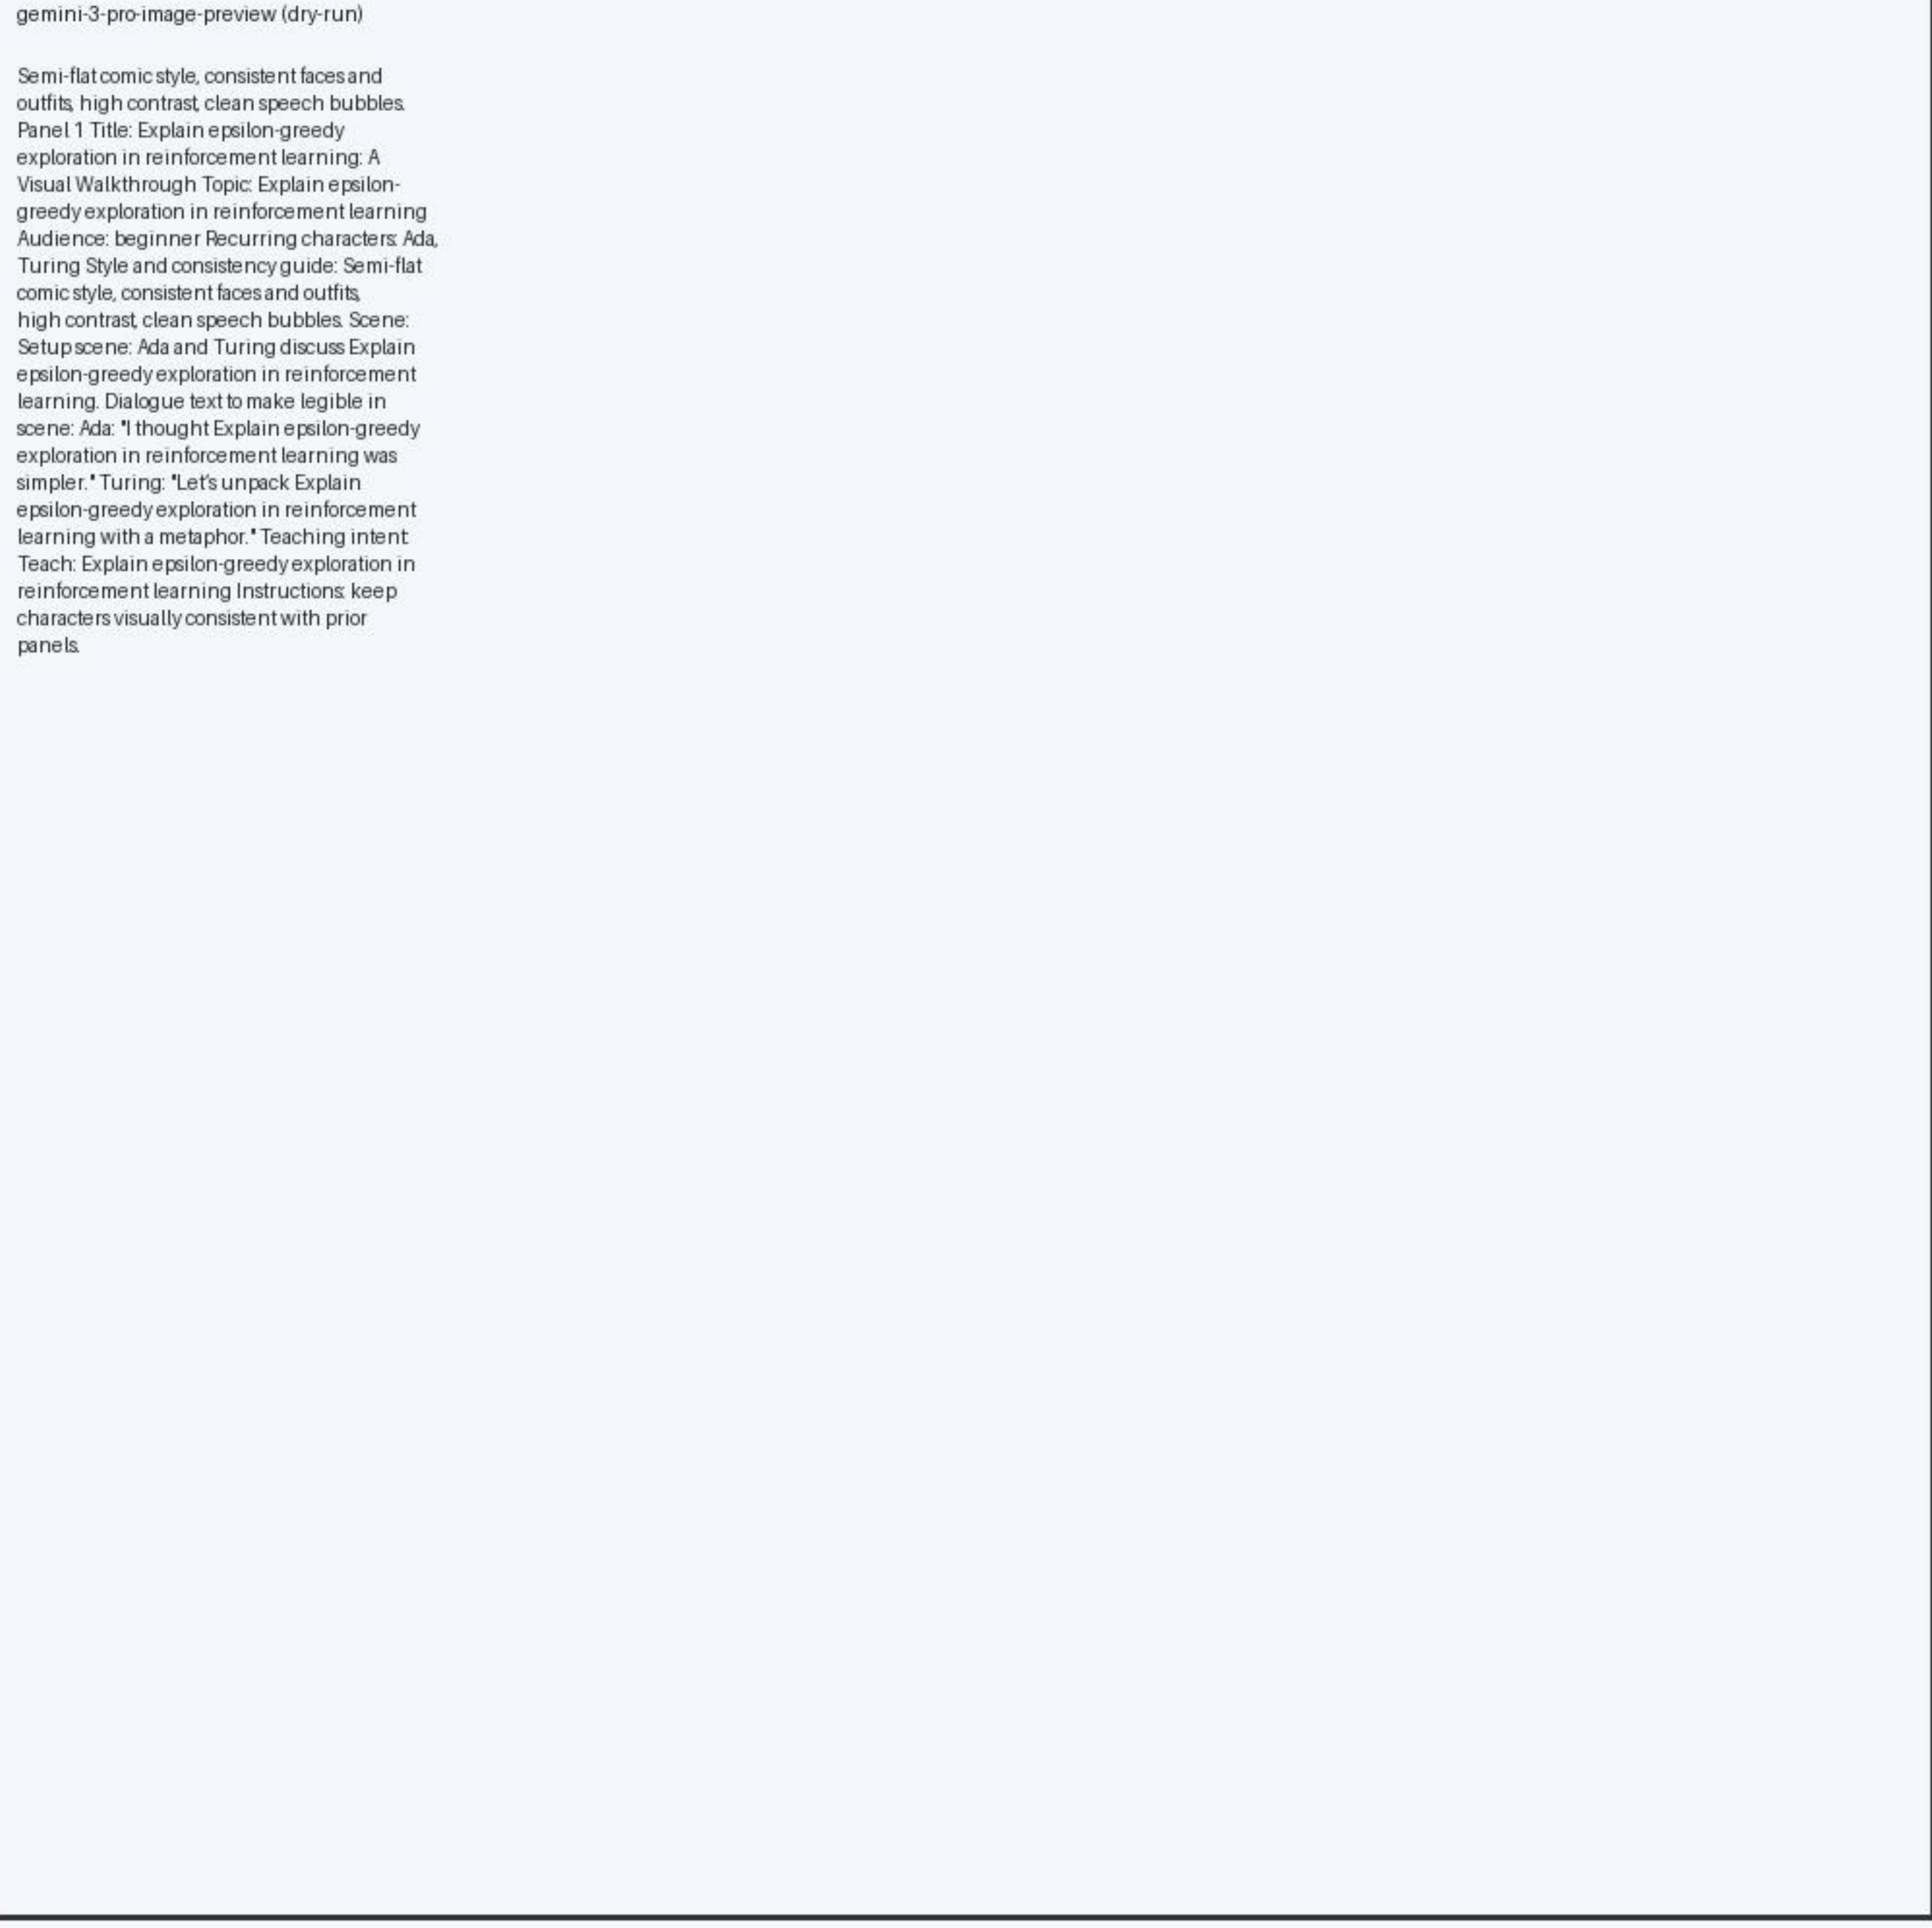 gemini-3-pro-image-preview (dry-run)
Semi-flat comic style, consistent faces and
outfits, high contrast, clean speech bubbles.
Panel 1 Title: Explain epsilon-greedy
exploration in reinforcement learning: A
Visual Walkthrough Topic: Explain epsilon-
greedy exploration in reinforcement learning
Audience: beginner Recurring characters: Ada,
Turing Style and consistency guide: Semi-flat
comic style, consistent faces and outfits,
high contrast, clean speech bubbles. Scene:
Setup scene: Ada and Turing discuss Explain
epsilon-greedy exploration in reinforcement
learning. Dialogue text to make legible in
scene: Ada: "I thought Explain epsilon-greedy
exploration in reinforcement learning was
simpler." Turing: "Let's unpack Explain
epsilon-greedy exploration in reinforcement
learning with a metaphor." Teaching intent:
Teach: Explain epsilon-greedy exploration in
reinforcement learning Instructions: keep
characters visually consistent with prior
panels.